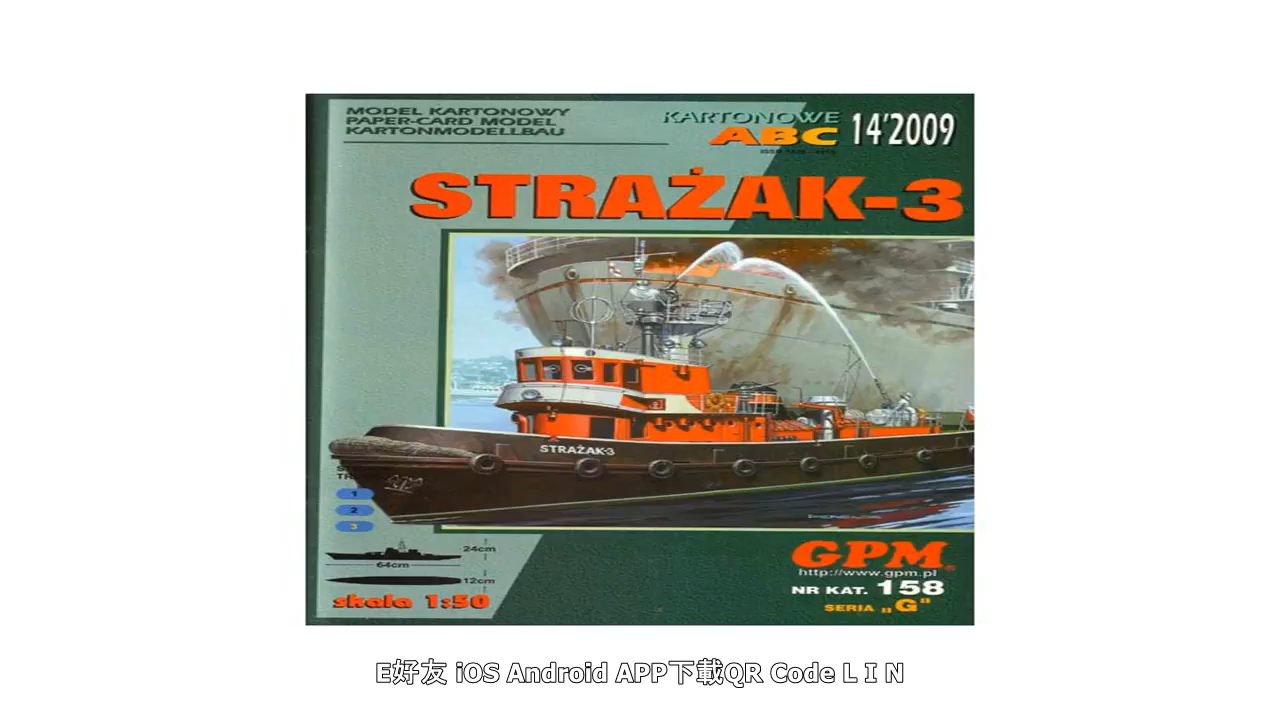 MODEL KARTONOWY
PAPER-CARD MODEL
KARTONMODELLBAU
KARTONOWE
ABC 14'2009
STRAŻAK-3
STRAŻAK-3
1
2
3
24cm
64cm
12cm
skala 1:50
GPM®
http://www.gpm.pl
NR KAT. 158
SERIA „G"
E好友 iOS Android APP下載QR Code L I N